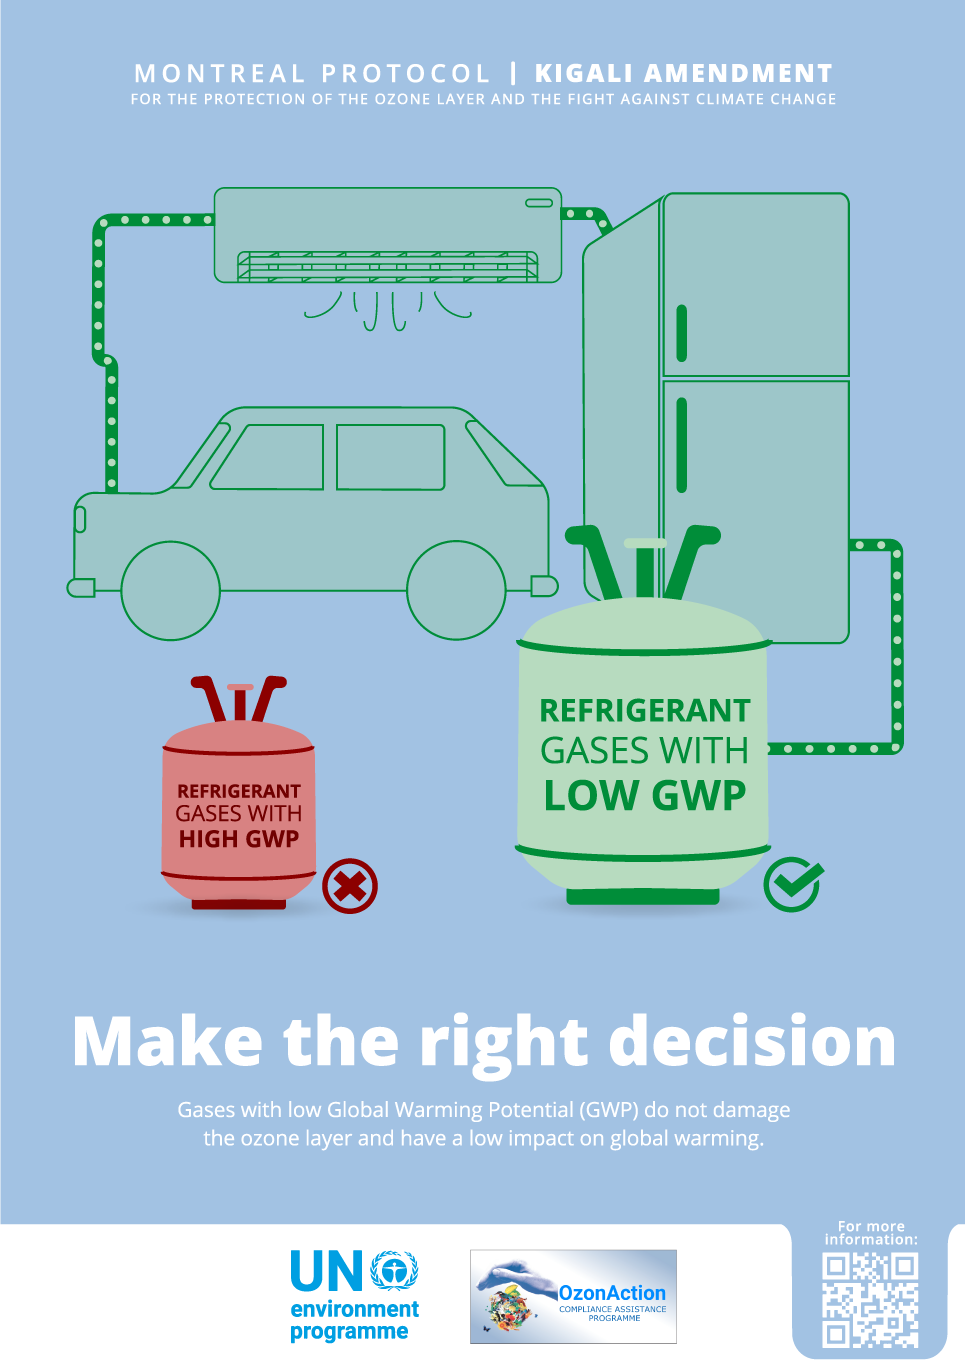 MONTREAL PROTOCOL | KIGALI AMENDMENT
FOR THE PROTECTION OF THE OZONE LAYER AND THE FIGHT AGAINST CLIMATE CHANGE
REFRIGERANT
GASES WITH
LOW GWP
REFRIGERANT
GASES WITH
HIGH GWP
Make the right decision
Gases with low Global Warming Potential (GWP) do not damage
the ozone layer and have a low impact on global warming.
For more
information:
UN
environment
programme
OzonAction
COMPLIANCE ASSISTANCE
PROGRAMME